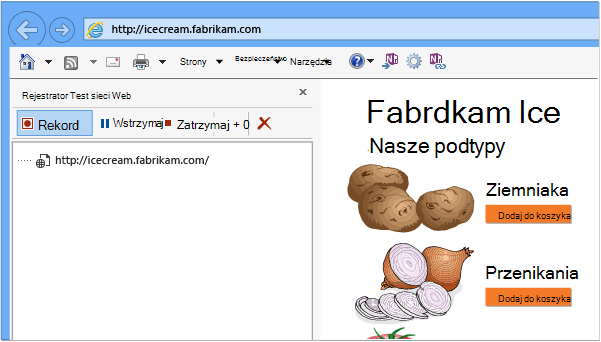 http://icecream.fabrikam.com
Strony Bezpieczeństwo Narzędzia
Rejestrator Test sieci Web
Rekord Wstrzymaj Zatrzymaj + 0
http://icecream.fabrikam.com/
Fabrdkam Ice
Nasze podtypy
Ziemniaka
Dodaj do koszyka
Przenikania
Dodaj do koszyka